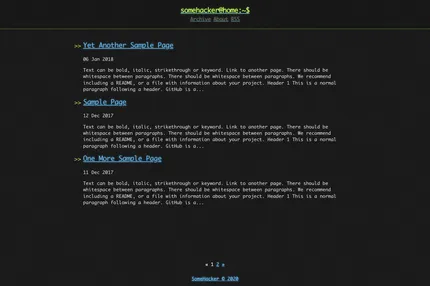 somehacker@home:~$
Archive About RSS
>> Yet Another Sample Page
06 Jan 2018
Text can be bold, italic, strikethrough or keyword. Link to another page. There should be
whitespace between paragraphs. There should be whitespace between paragraphs. We recommend
including a README, or a file with information about your project. Header 1 This is a normal
paragraph following a header. GitHub is a...
>> Sample Page
12 Dec 2017
Text can be bold, italic, strikethrough or keyword. Link to another page. There should be
whitespace between paragraphs. There should be whitespace between paragraphs. We recommend
including a README, or a file with information about your project. Header 1 This is a normal
paragraph following a header. GitHub is a...
>> One More Sample Page
11 Dec 2017
Text can be bold, italic, strikethrough or keyword. Link to another page. There should be
whitespace between paragraphs. There should be whitespace between paragraphs. We recommend
including a README, or a file with information about your project. Header 1 This is a normal
paragraph following a header. GitHub is a...
« 1 2 »
SomeHacker © 2020